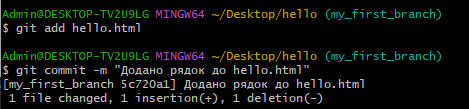 Admin@DESKTOP-TV2U9LG MINGW64 ~/Desktop/hello (my_first_branch)
$ git add hello.html
Admin@DESKTOP-TV2U9LG MINGW64 ~/Desktop/hello (my_first_branch)
$ git commit -m "Додано рядок до hello.html"
[my_first_branch 5c720a1] Додано рядок до hello.html
1 file changed, 1 insertion(+), 1 deletion(-)